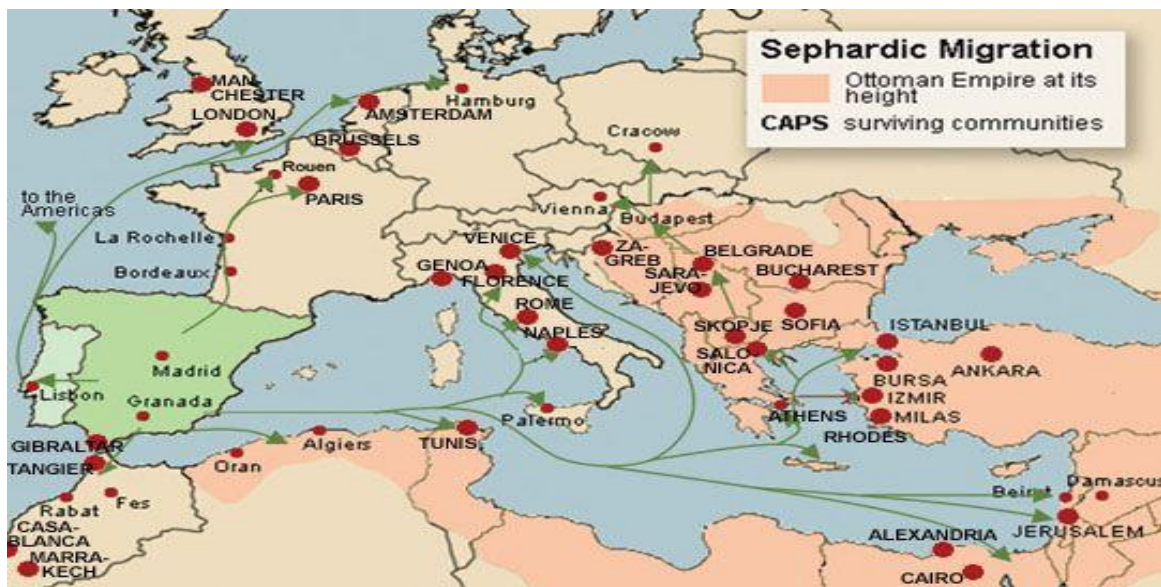 Sephardic Migration
Ottoman Empire at its
height
CAPS surviving communities
MAN-
CHESTER
LONDON
AMSTERDAM
Hamburg
BRUSSELS
Rouen
PARIS
Cracow
to the
Americas
La Rochelle
Bordeaux
Vienna
Budapest
VENICE
ZA-
GREB
BELGRADE
BUCHAREST
GENOA
FLORENCE
SARA-
JEVO
ROME
NAPLES
SKOPJE
SOFIA
ISTANBUL
SALO-
NICA
ANKARA
BURSA
IZMIR
MILAS
ATHENS
RHODES
Madrid
Lisbon
Granada
Palermo
GIBRALTAR
TANGIER
Algiers
TUNIS
Oran
Fes
Rabat
CASA-
BLANCA
MARRA-
KECH
Beirut
Damascus
JERUSALEM
ALEXANDRIA
CAIRO